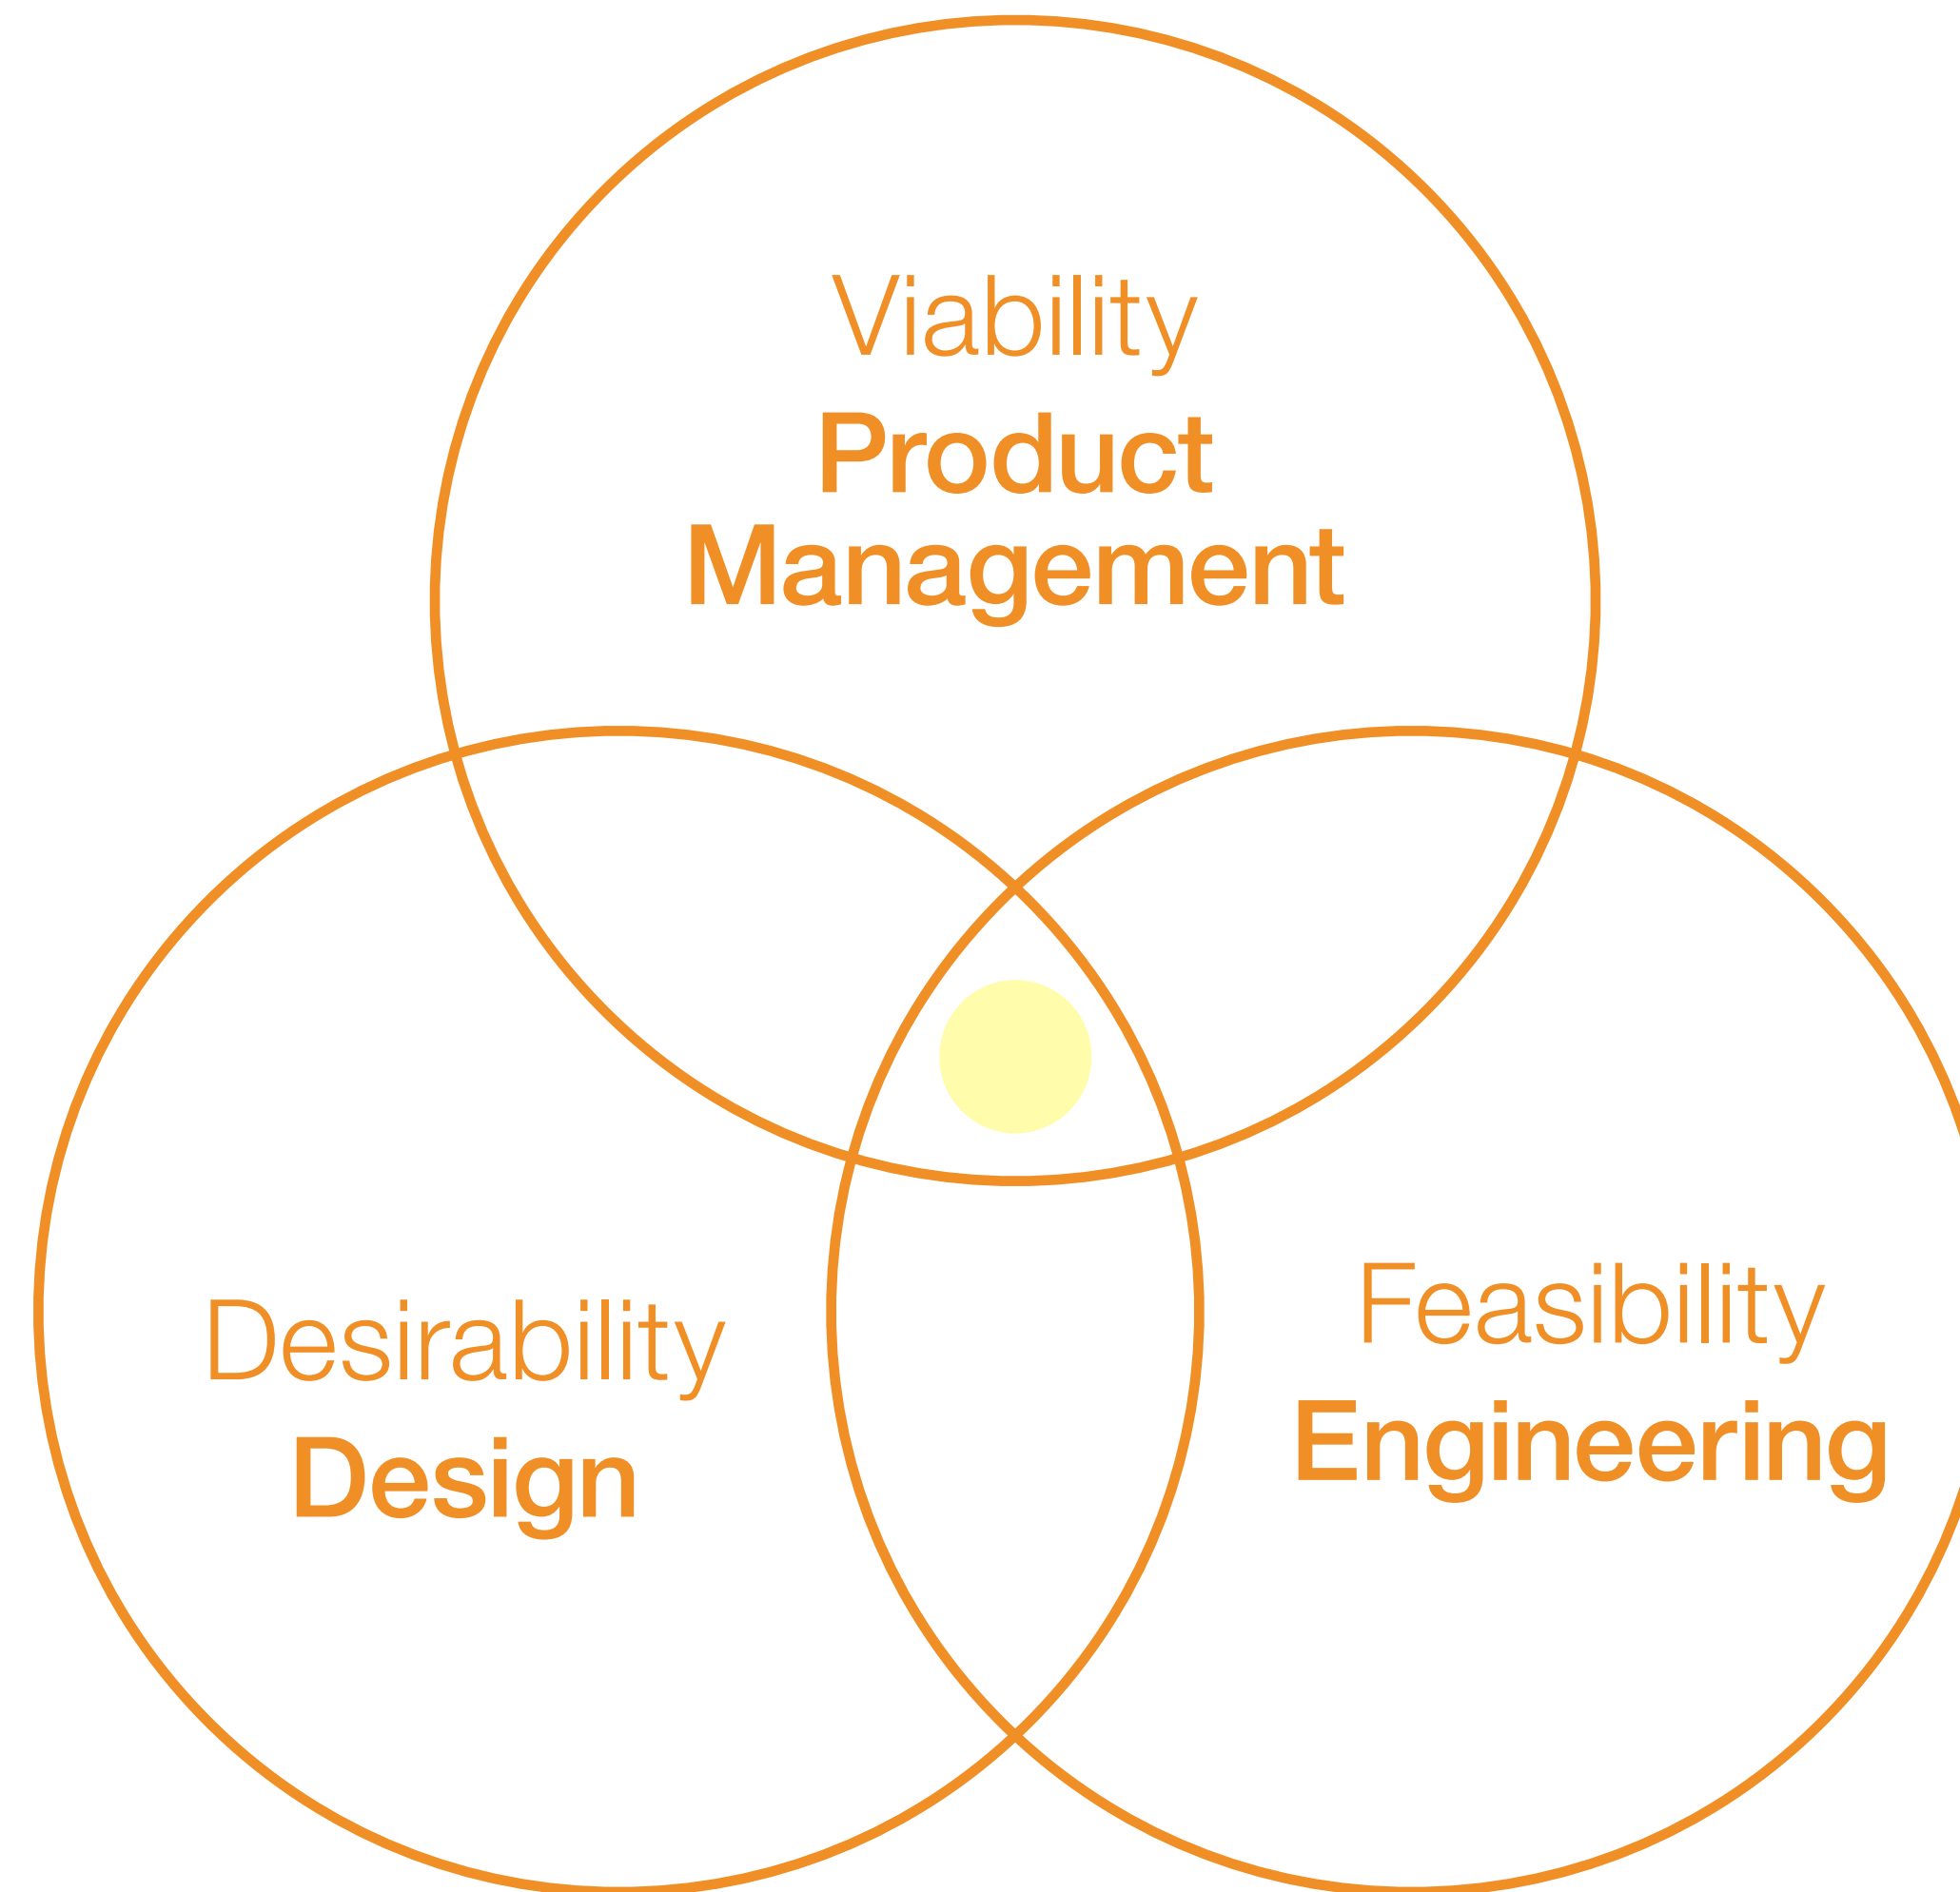 Viability
Product
Management
Desirability
Design
Feasibility
Engineering